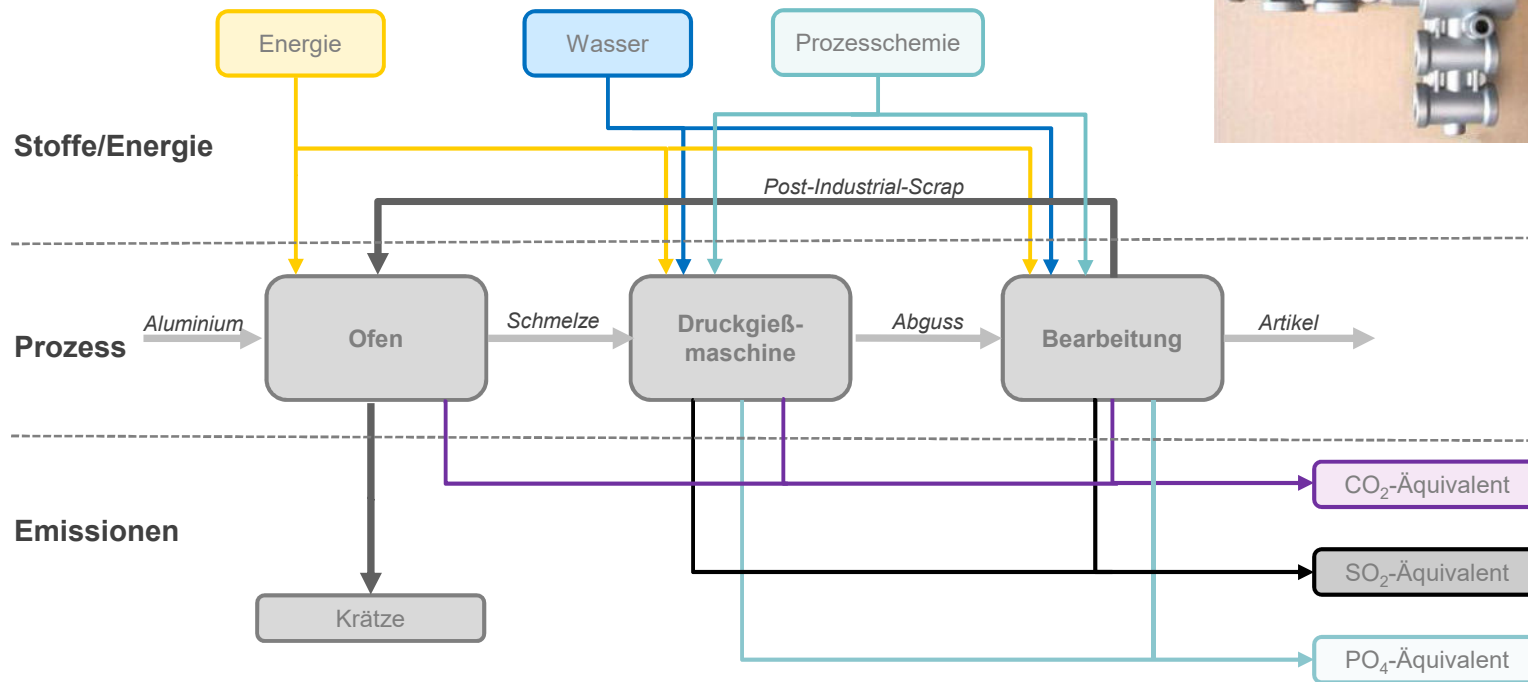 Energie
Wasser
Prozesschemie
Stoffe/Energie
Post-Industrial-Scrap
Prozess
Aluminium
Ofen
Schmelze
Druckgieß-
maschine
Abguss
Bearbeitung
Artikel
Emissionen
CO₂-Äquivalent
SO₂-Äquivalent
Krätze
PO₄-Äquivalent